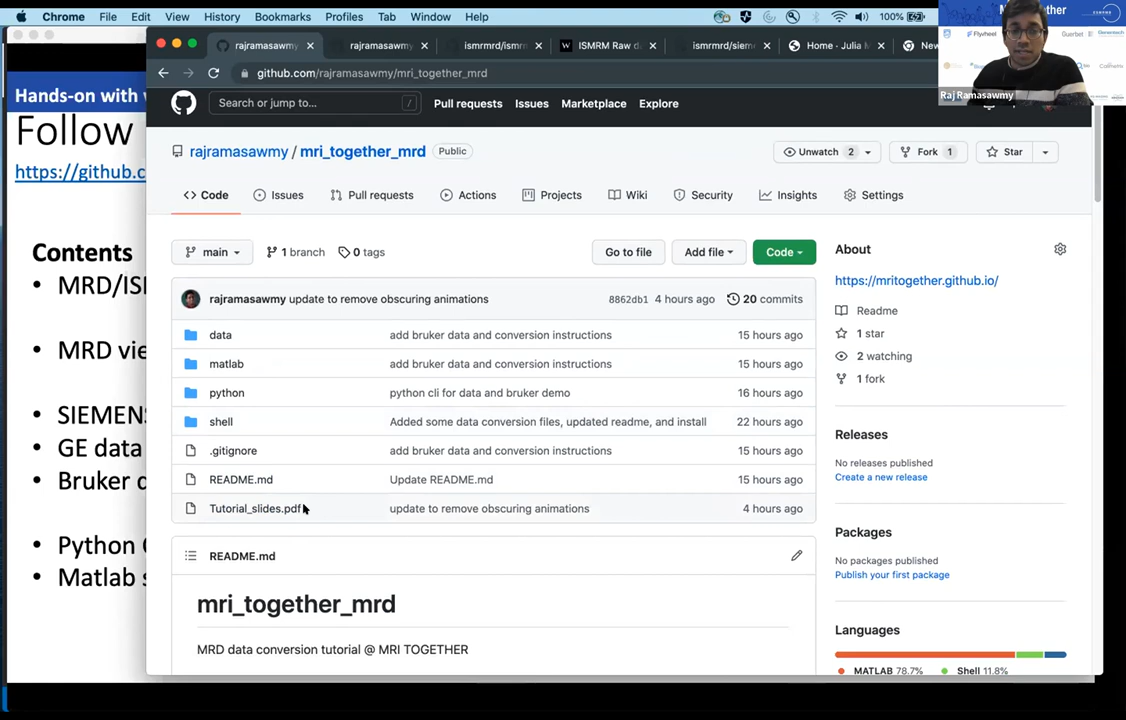 Chrome File Edit View History Bookmarks Profiles Tab Window Help 100%
rajramasawmy rajramasawmy ismrmrd/ismr ISMRM Raw d ismrmrd/siem Home · Julia M New
github.com/rajramasawmy/mri_together_mrd
Flywheel
Guerbet
Raj Ramasawmy
Search or jump to... /
Pull requests Issues Marketplace Explore
rajramasawmy / mri_together_mrd Public
Unwatch 2 Fork 1 Star
Code Issues Pull requests Actions Projects Wiki Security Insights Settings
main 1 branch 0 tags Go to file Add file Code
rajramasawmy update to remove obscuring animations 8862db1 4 hours ago 20 commits
data add bruker data and conversion instructions 15 hours ago
matlab add bruker data and conversion instructions 15 hours ago
python python cli for data and bruker demo 16 hours ago
shell Added some data conversion files, updated readme, and install 22 hours ago
.gitignore add bruker data and conversion instructions 15 hours ago
README.md Update README.md 15 hours ago
Tutorial_slides.pdf update to remove obscuring animations 4 hours ago
README.md
mri_together_mrd
MRD data conversion tutorial @ MRI TOGETHER
About
https://mritogether.github.io/
Readme
1 star
2 watching
1 fork
Releases
No releases published
Create a new release
Packages
No packages published
Publish your first package
Languages
MATLAB 78.7% Shell 11.8%
Hands-on with
Follow
https://github.c
Contents
• MRD/ISM
• MRD vie
• SIEMENS
• GE data
• Bruker
• Python
• Matlab s